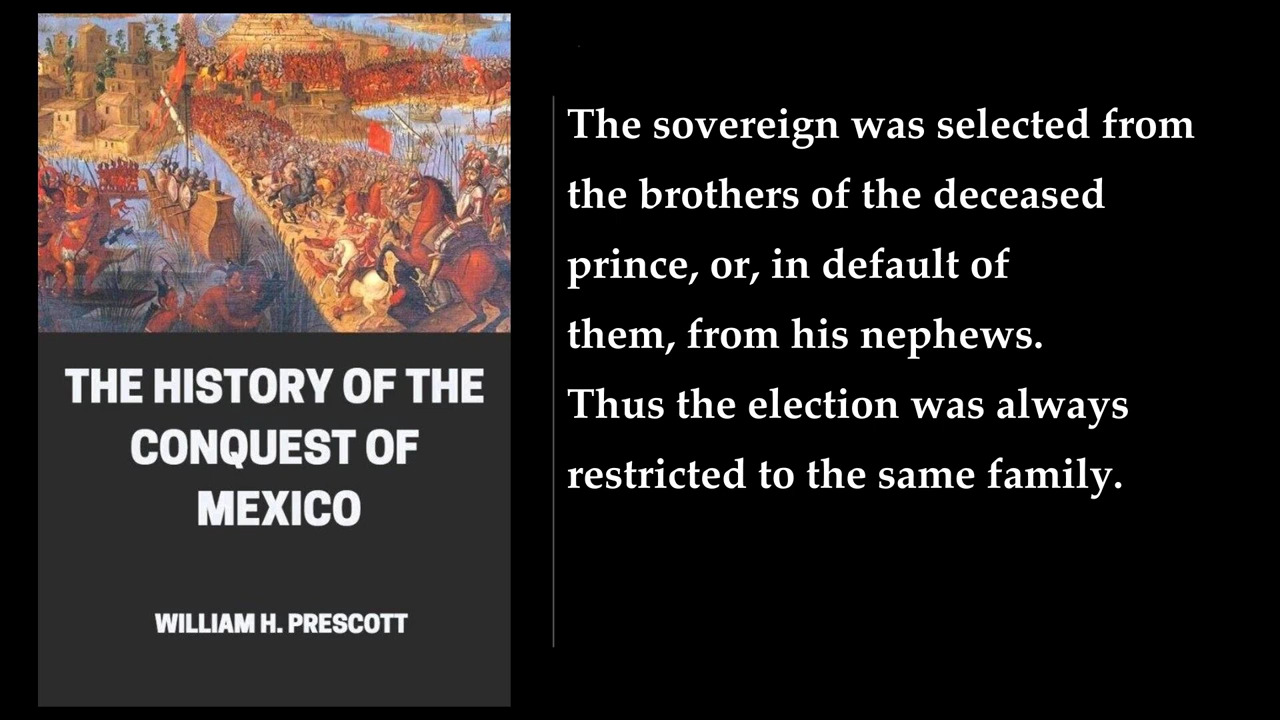 THE HISTORY OF THE
CONQUEST OF
MEXICO
WILLIAM H. PRESCOTT
The sovereign was selected from
the brothers of the deceased
prince, or, in default of
them, from his nephews.
Thus the election was always
restricted to the same family.